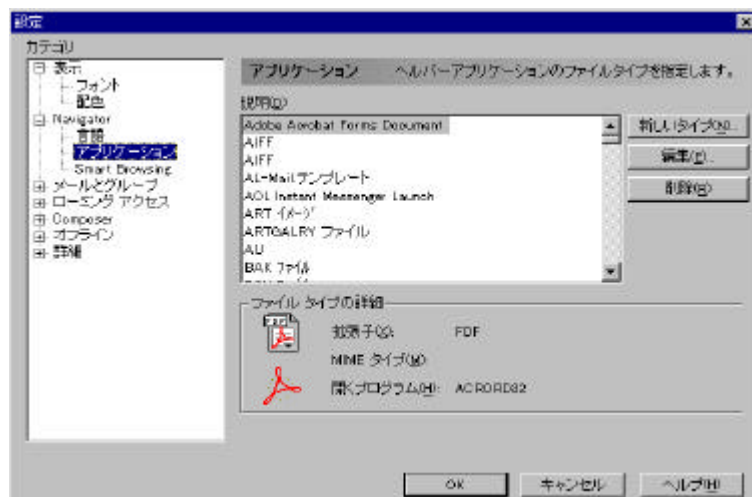 設定
カテゴリ
表示
フォント
配色
Navigator
言語
アプリケーション
Smart Browsing
メールとグループ
ローミング アクセス
Composer
オフライン
詳細
アプリケーション ヘルパーアプリケーションのファイルタイプを指定します。
説明(D)
Adobe Acrobat Forms Document
AIFF
AIFF
AL-Mailテンプレート
AOL Instant Messenger Launch
ART イメージ
ARTGALRY ファイル
AU
BAK ファイル
新しいタイプ(N)...
編集(E)...
削除(R)
ファイル タイプの詳細
拡張子(X): FDF
MIME タイプ(M):
開くプログラム(H): ACRORD32
OK キャンセル ヘルプ(H)